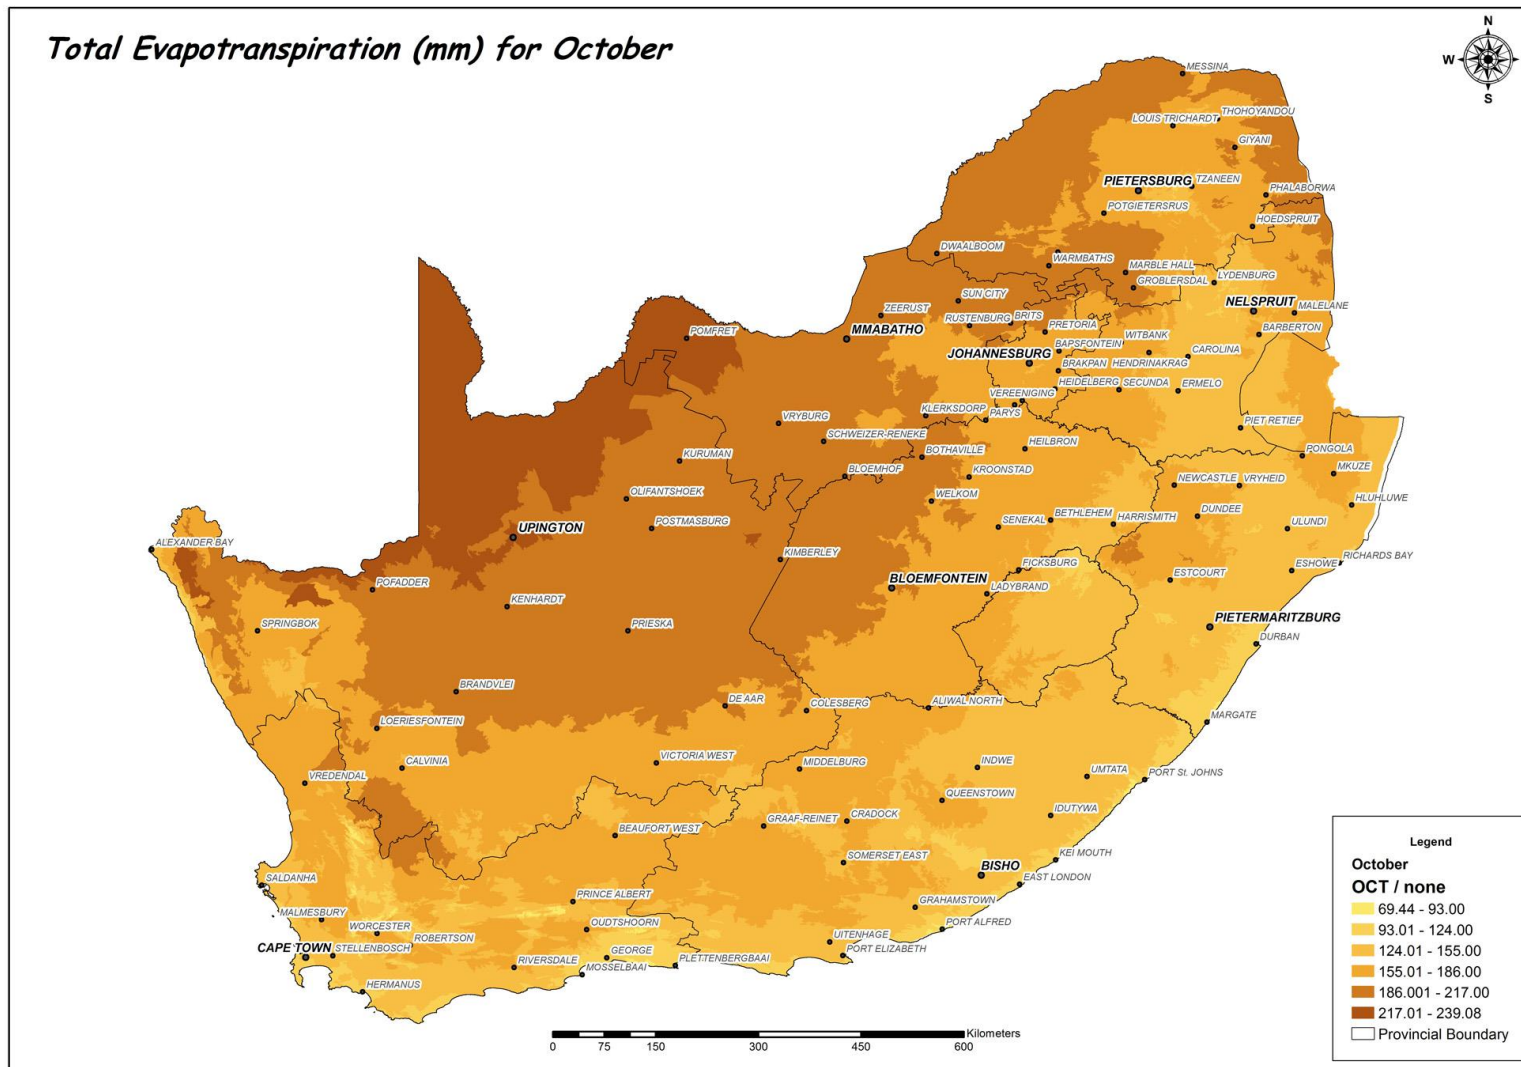 Total Evapotranspiration (mm) for October
N
W
S
MESSINA
LOUIS TRICHARDT
THOHOYANDOU
GIYANI
PIETERSBURG
TZANEEN
PHALABORWA
POTGIETERSRUS
HOEDSPRUIT
DWAALBOOM
WARMBATHS
MARBLE HALL
GROBLERSDAL
LYDENBURG
SUN CITY
ZEERUST
RUSTENBURG
BRITS
NELSPRUIT
MALELANE
POMFRET
MMABATHO
PRETORIA
WITBANK
BARBERTON
JOHANNESBURG
BAPSFONTEIN
BRAKPAN
HENDRINAKRAG
CAROLINA
HEIDELBERG
SECUNDA
ERMELO
VEREENIGING
KLERKSDORP
PARYS
VRYBURG
PIET RETIEF
SCHWEIZER-RENEKE
HEILBRON
BOTHAVILLE
PONGOLA
KURUMAN
BLOEMHOF
KROONSTAD
MKUZE
NEWCASTLE
VRYHEID
OLIFANTSHOEK
WELKOM
HLUHLUWE
UPINGTON
POSTMASBURG
SENEKAL
BETHLEHEM
HARRISMITH
DUNDEE
ULUNDI
ALEXANDER BAY
KIMBERLEY
RICHARDS BAY
FICKSBURG
ESHOWE
POFADDER
BLOEMFONTEIN
LADYBRAND
ESTCOURT
KENHARDT
SPRINGBOK
PRIESKA
PIETERMARITZBURG
DURBAN
BRANDVLEI
DE AAR
COLESBERG
ALIWAL NORTH
LOERIESFONTEIN
MARGATE
CALVINIA
VICTORIA WEST
MIDDELBURG
INDWE
VREDENDAL
UMTATA
PORT St. JOHNS
QUEENSTOWN
IDUTYWA
BEAUFORT WEST
GRAAF-REINET
CRADOCK
SOMERSET EAST
BISHO
KEI MOUTH
SALDANHA
EAST LONDON
PRINCE ALBERT
GRAHAMSTOWN
MALMESBURY
OUDTSHOORN
PORT ALFRED
WORCESTER
ROBERTSON
UITENHAGE
CAPE TOWN
STELLENBOSCH
GEORGE
PLETTENBERGBAAI
PORT ELIZABETH
RIVERSDALE
MOSSELBAAI
HERMANUS
Kilometers
0 75 150 300 450 600
Legend
October
OCT / none
69.44 - 93.00
93.01 - 124.00
124.01 - 155.00
155.01 - 186.00
186.001 - 217.00
217.01 - 239.08
Provincial Boundary